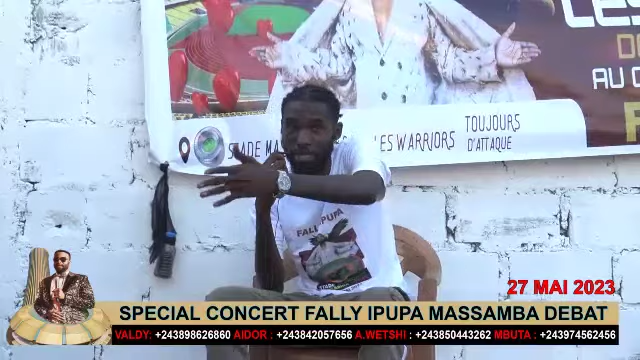 LES
D
AU
STADE MA
LES WARRIORS
TOUJOURS
D'ATTAQUE
FALLY IPUPA
27 MAI 2023
SPECIAL CONCERT FALLY IPUPA MASSAMBA DEBAT
VALDY: +243898626860 AIDOR : +243842057656 A.WETSHI : +243850443262 MBUTA : +243974562456